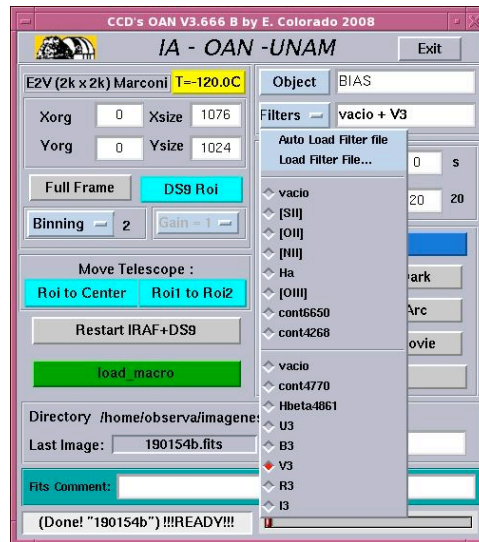 CCD's OAN V3.666 B by E. Colorado 2008
IA - OAN -UNAM
Exit
E2V (2k x 2k) Marconi T=-120.0C
Xorg 0 Xsize 1076
Yorg 0 Ysize 1024
Full Frame DS9 Roi
Binning 2 Gain = 1
Move Telescope :
Roi to Center Roi1 to Roi2
Restart IRAF+DS9
load_macro
Object BIAS
Filters vacio + V3
Auto Load Filter file
Load Filter File...
vacio
[SII]
[OII]
[NII]
Ha
[OIII]
cont6650
cont4268
vacio
cont4770
Hbeta4861
U3
B3
V3
R3
I3
0 s
20 20
ark
Arc
ovie
Directory /home/observa/imagenes
Last Image: 190154b.fits
Fits Comment:
(Done! "190154b") !!!READY!!!